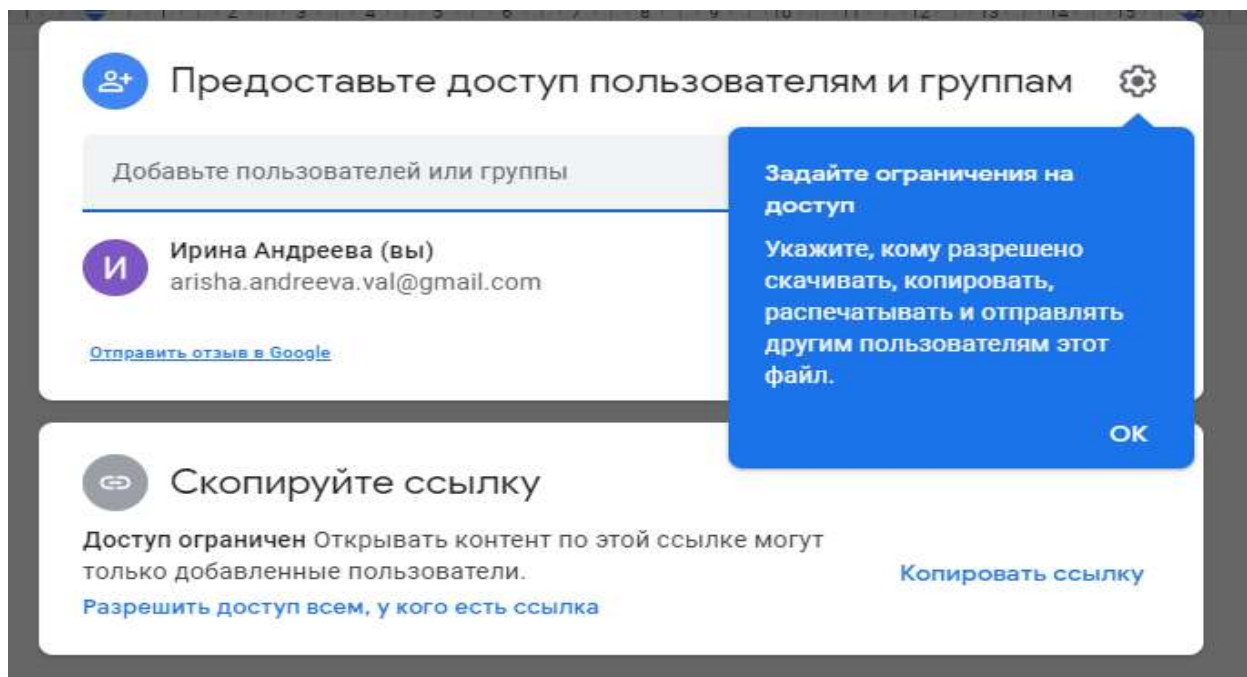 Предоставьте доступ пользователям и группам
Добавьте пользователей или группы
Задайте ограничения на
доступ
Укажите, кому разрешено
скачивать, копировать,
распечатывать и отправлять
другим пользователям этот
файл.
ОК
И
Ирина Андреева (вы)
arisha.andreeva.val@gmail.com
Отправить отзыв в Google
Скопируйте ссылку
Доступ ограничен Открывать контент по этой ссылке могут
только добавленные пользователи.
Копировать ссылку
Разрешить доступ всем, у кого есть ссылка